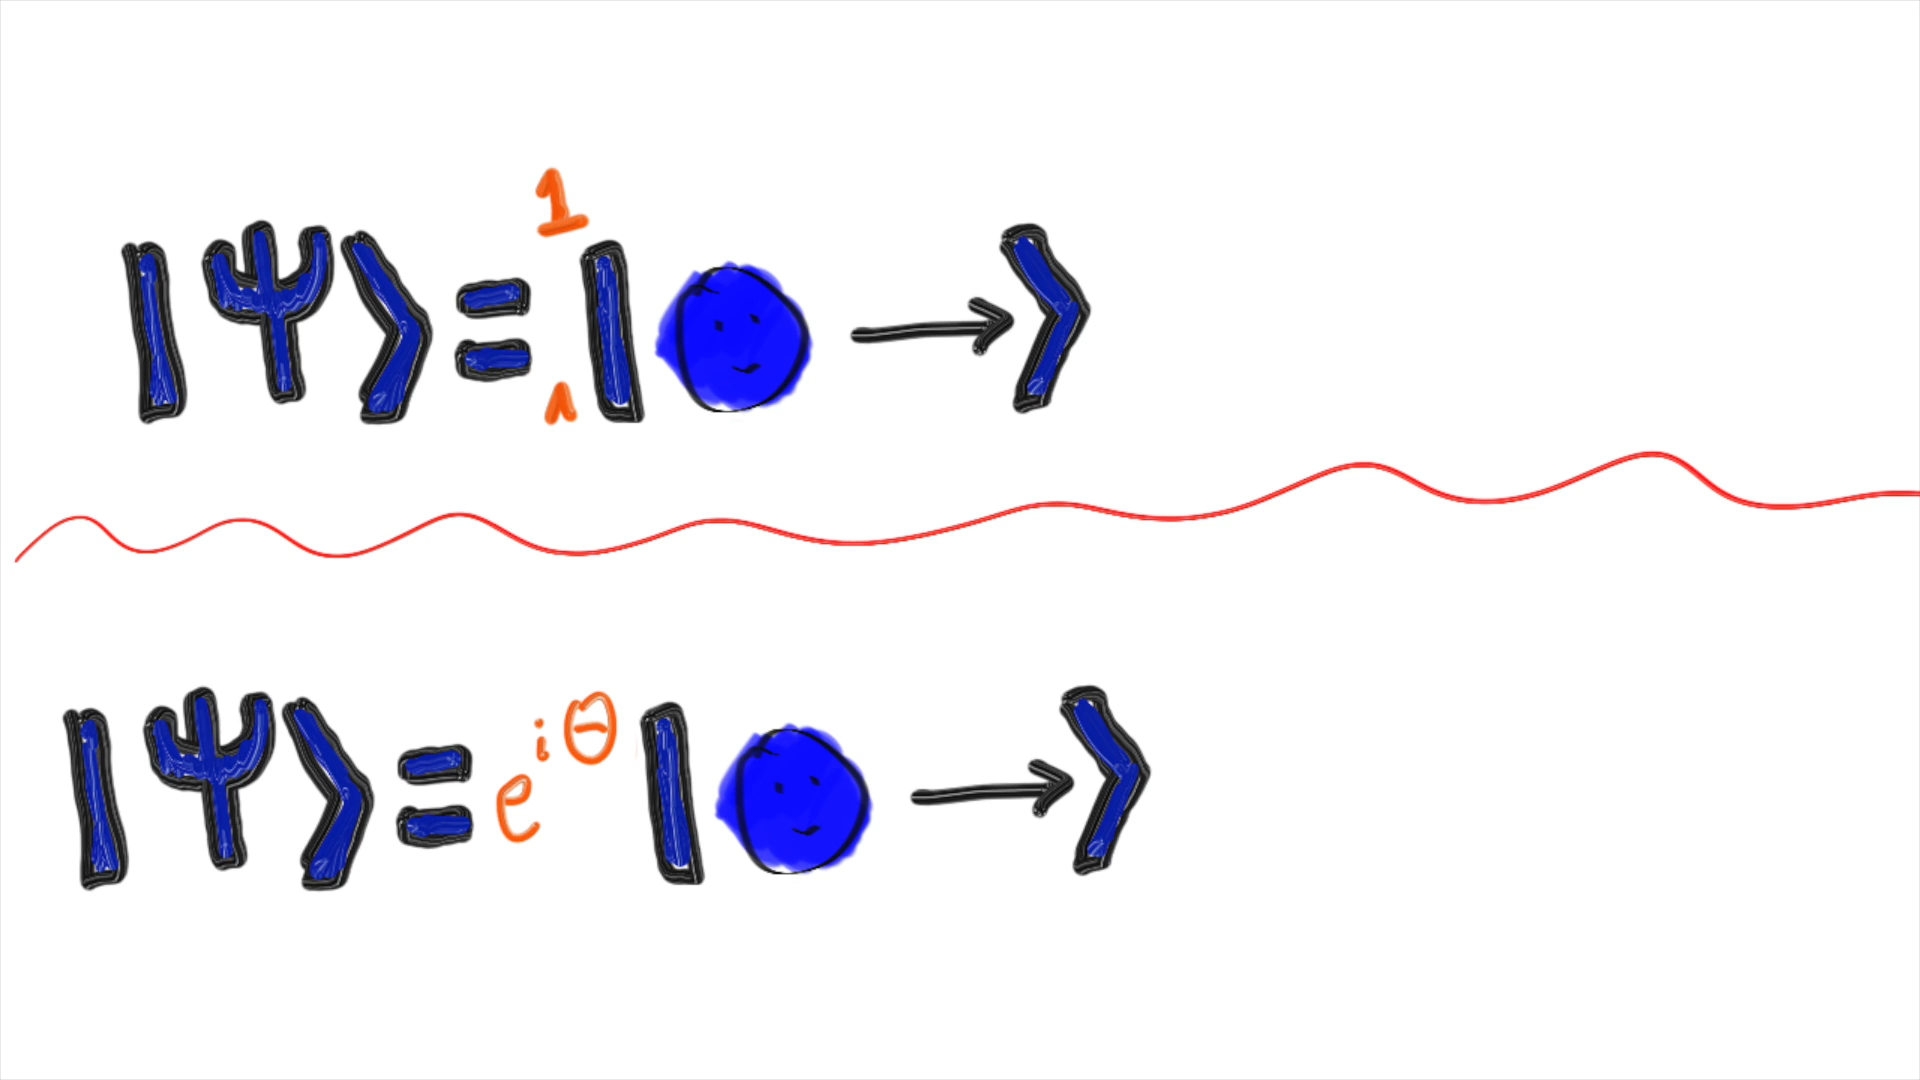 1
|Ψ⟩ = | → ⟩
^
|Ψ⟩ = e^{iθ} | → ⟩